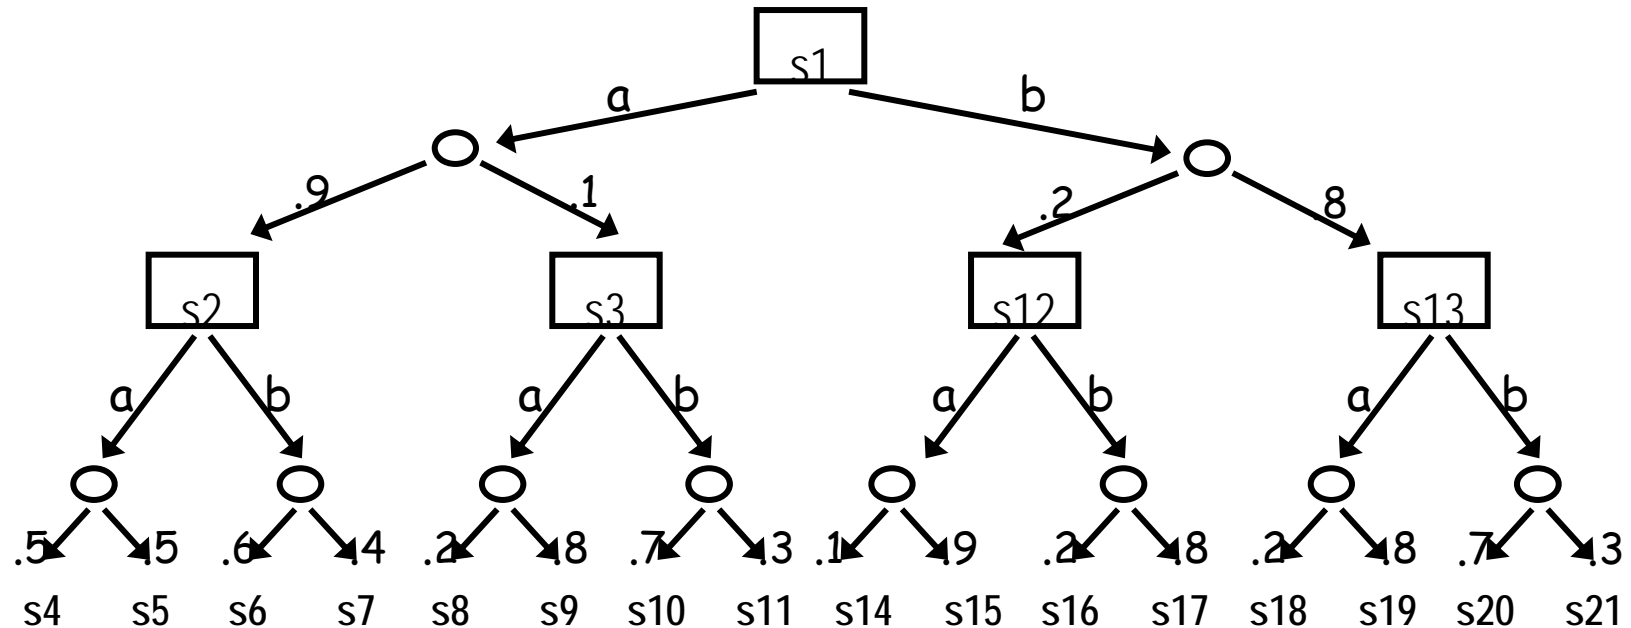 s1
a b
.9 .1 .2 .8
s2 s3 s12 s13
a b a b a b a b
.5 .5 .6 .4 .2 .8 .7 .3 .1 .9 .2 .8 .2 .8 .7 .3
s4 s5 s6 s7 s8 s9 s10 s11 s14 s15 s16 s17 s18 s19 s20 s21